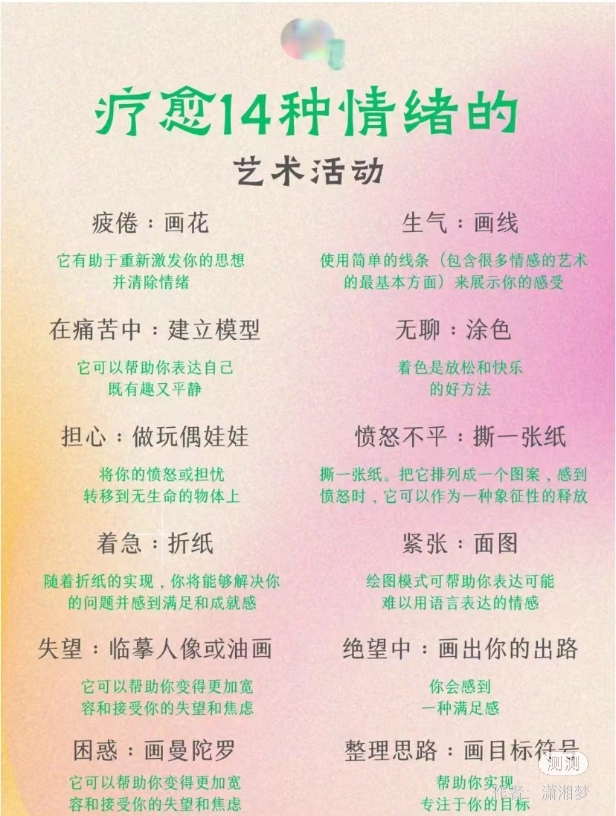 疗愈14种情绪的
艺术活动
疲倦：画花
它有助于重新激发你的思想
并清除情绪
生气：画线
使用简单的线条（包含很多情感的艺术
的最基本方面）来展示你的感受
在痛苦中：建立模型
它可以帮助你表达自己
既有趣又平静
无聊：涂色
着色是放松和快乐
的好方法
担心：做玩偶娃娃
将你的愤怒或担忧
转移到无生命的物体上
愤怒不平：撕一张纸
撕一张纸。把它排列成一个图案，感到
愤怒时，它可以作为一种象征性的释放
着急：折纸
随着折纸的实现，你将能够解决你
的问题并感到满足和成就感
紧张：面图
绘图模式可帮助你表达可能
难以用语言表达的情感
失望：临摹人像或油画
它可以帮助你变得更加宽
容和接受你的失望和焦虑
绝望中：画出你的出路
你会感到
一种满足感
困惑：画曼陀罗
它可以帮助你变得更加宽
容和接受你的失望和焦虑
整理思路：画目标符号
帮助你实现
专注于你的目标
测测
作者：潇湘梦